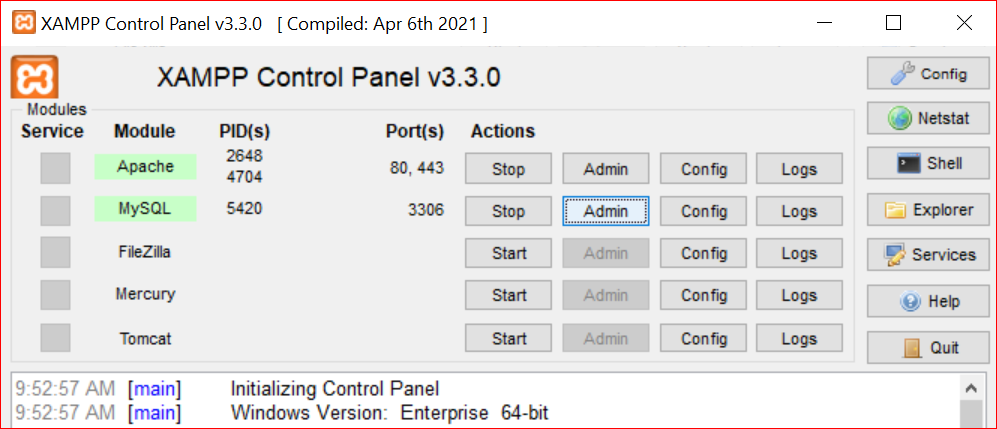 XAMPP Control Panel v3.3.0 [ Compiled: Apr 6th 2021 ]
XAMPP Control Panel v3.3.0
Config
Modules
Service Module PID(s) Port(s) Actions
Netstat
Apache 2648 4704 80, 443 Stop Admin Config Logs
Shell
MySQL 5420 3306 Stop Admin Config Logs
Explorer
FileZilla Start Admin Config Logs
Services
Mercury Start Admin Config Logs
Help
Tomcat Start Admin Config Logs
Quit
9:52:57 AM [main] Initializing Control Panel
9:52:57 AM [main] Windows Version: Enterprise 64-bit